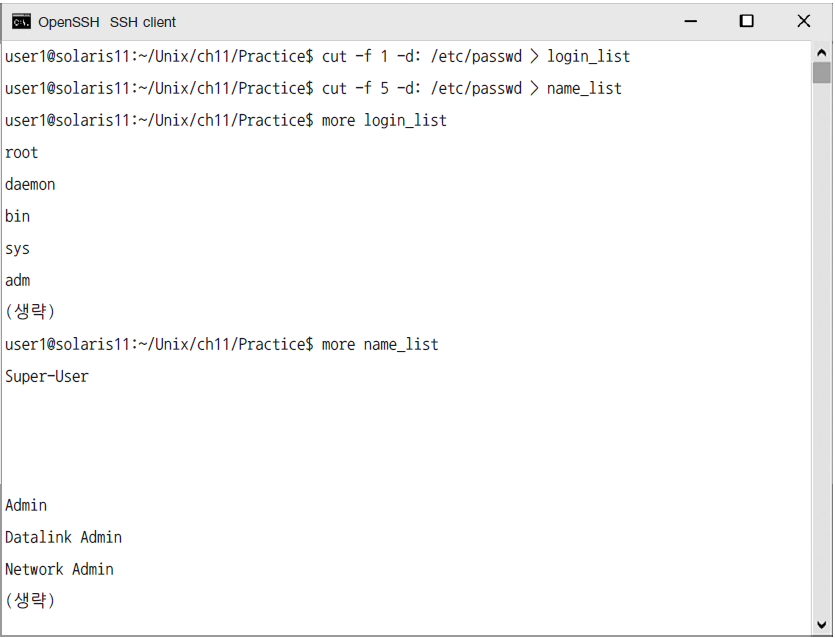 OpenSSH SSH client
user1@solaris11:~/Unix/ch11/Practice$ cut -f 1 -d: /etc/passwd > login_list
user1@solaris11:~/Unix/ch11/Practice$ cut -f 5 -d: /etc/passwd > name_list
user1@solaris11:~/Unix/ch11/Practice$ more login_list
root
daemon
bin
sys
adm
(생략)
user1@solaris11:~/Unix/ch11/Practice$ more name_list
Super-User
Admin
Datalink Admin
Network Admin
(생략)